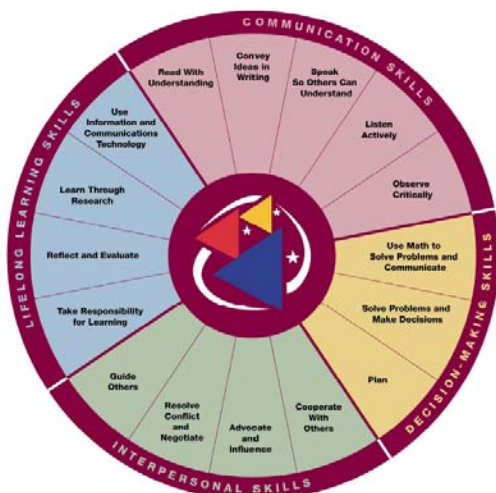 COMMUNICATION SKILLS
Read With
Understanding
Convey
Ideas in
Writing
Speak
So Others Can
Understand
Listen
Actively
Observe
Critically
DECISION-MAKING SKILLS
Use Math to
Solve Problems and
Communicate
Solve Problems and
Make Decisions
Plan
INTERPERSONAL SKILLS
Cooperate
With
Others
Advocate
and
Influence
Resolve
Conflict
and
Negotiate
Guide
Others
LIFELONG LEARNING SKILLS
Take Responsibility
for Learning
Reflect and Evaluate
Learn Through
Research
Use
Information and
Communications
Technology